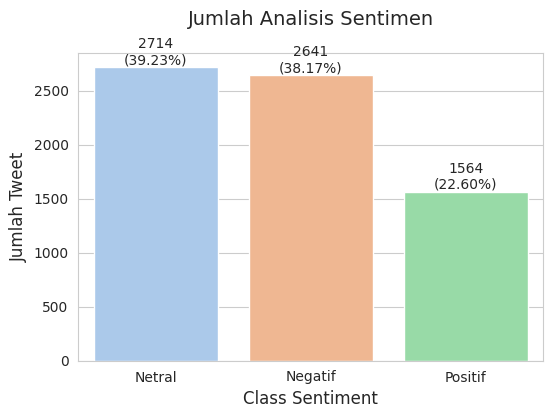 Jumlah Analisis Sentimen
2714
(39.23%)
2641
(38.17%)
1564
(22.60%)
2500
2000
1500
1000
500
0
Jumlah Tweet
Netral
Negatif
Positif
Class Sentiment